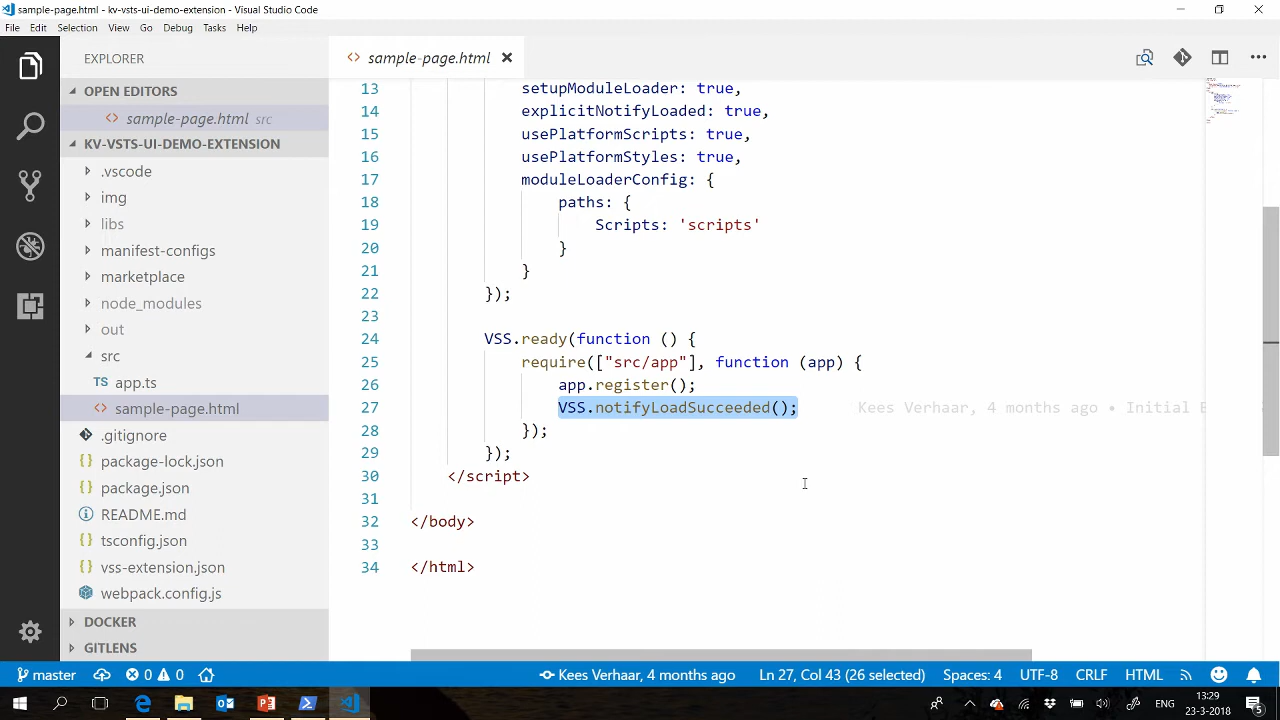 sample-page.html - kv-vsts-ui-demo-extension - Visual Studio Code
File Edit Selection View Go Debug Tasks Help
EXPLORER
OPEN EDITORS
sample-page.html src
KV-VSTS-UI-DEMO-EXTENSION
.vscode
img
libs
manifest-configs
marketplace
node_modules
out
src
TS app.ts
sample-page.html
.gitignore
package-lock.json
package.json
README.md
tsconfig.json
vss-extension.json
webpack.config.js
DOCKER
GITLENS
sample-page.html
13 setupModuleLoader: true,
14 explicitNotifyLoaded: true,
15 usePlatformScripts: true,
16 usePlatformStyles: true,
17 moduleLoaderConfig: {
18 paths: {
19 Scripts: 'scripts'
20 }
21 }
22 });
23
24 VSS.ready(function () {
25 require(["src/app"], function (app) {
26 app.register();
27 VSS.notifyLoadSucceeded(); Kees Verhaar, 4 months ago • Initial
28 });
29 });
30 </script>
31
32 </body>
33
34 </html>
master 0 0 Kees Verhaar, 4 months ago Ln 27, Col 43 (26 selected) Spaces: 4 UTF-8 CRLF HTML
ENG 13:29
23-3-2018 5